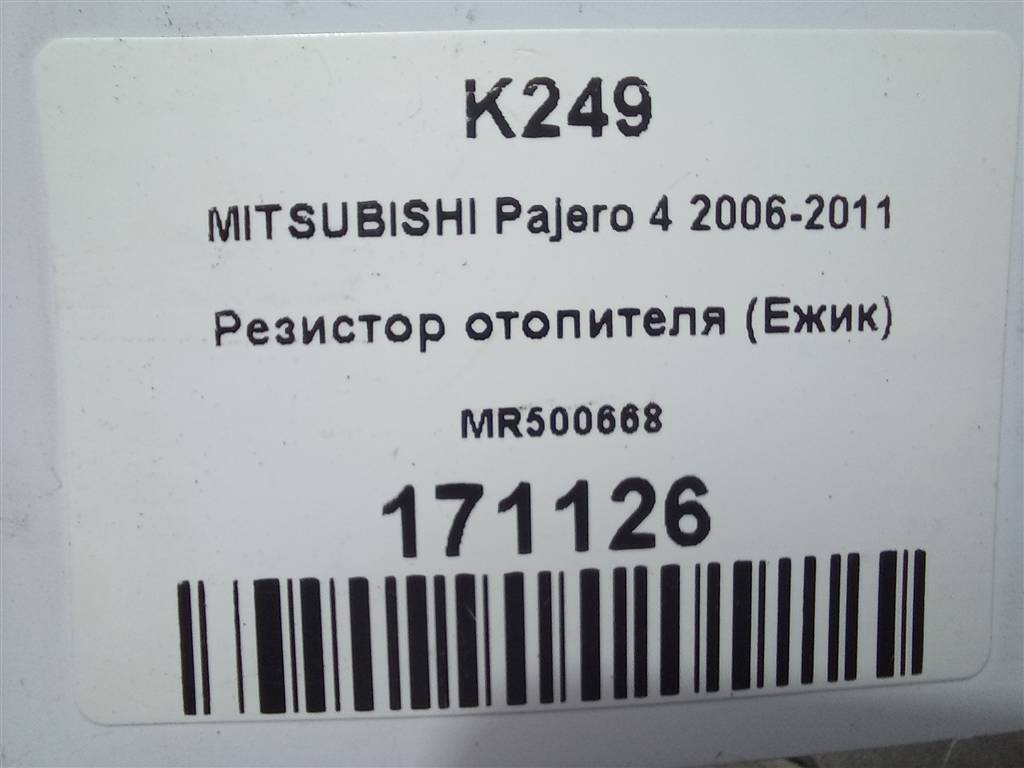 K249
MITSUBISHI Pajero 4 2006-2011
Резистор отопителя (Ежик)
MR500668
171126